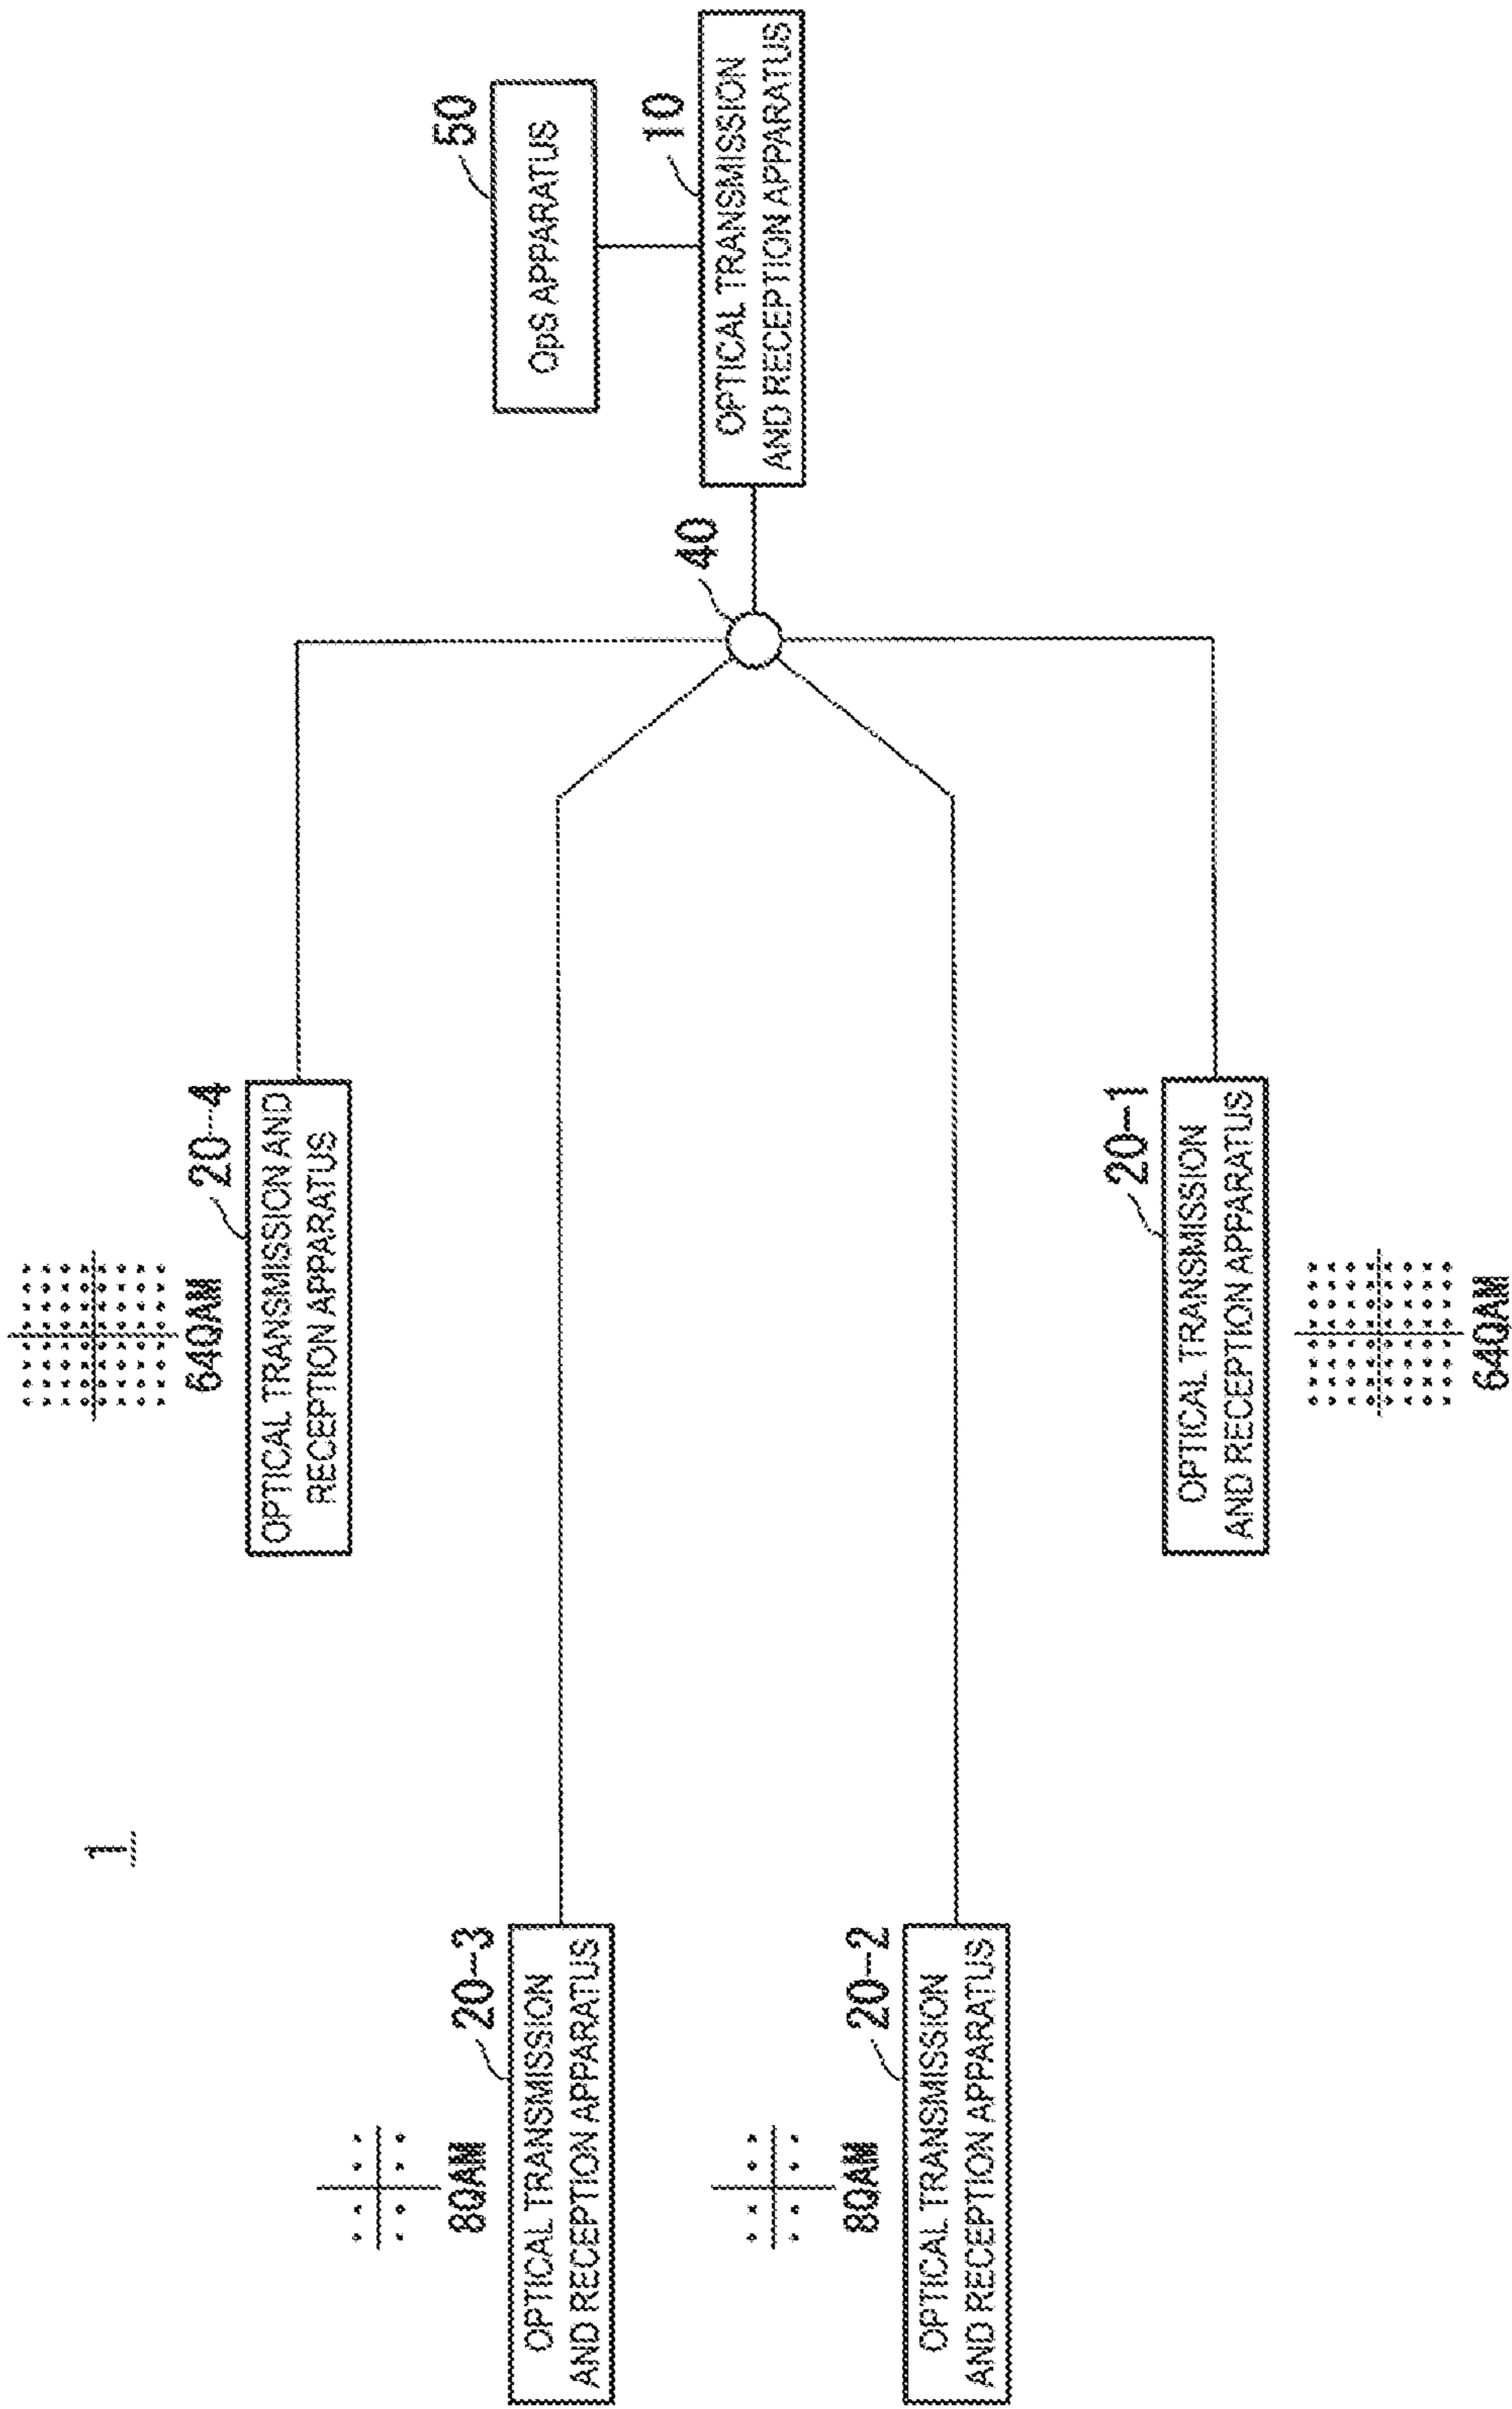 1
64QAM
20-4
OPTICAL TRANSMISSION AND
RECEPTION APPARATUS
8QAM
20-3
OPTICAL TRANSMISSION
AND RECEPTION APPARATUS
50
OpS APPARATUS
40
10
OPTICAL TRANSMISSION
AND RECEPTION APPARATUS
8QAM
20-2
OPTICAL TRANSMISSION
AND RECEPTION APPARATUS
20-1
OPTICAL TRANSMISSION
AND RECEPTION APPARATUS
64QAM